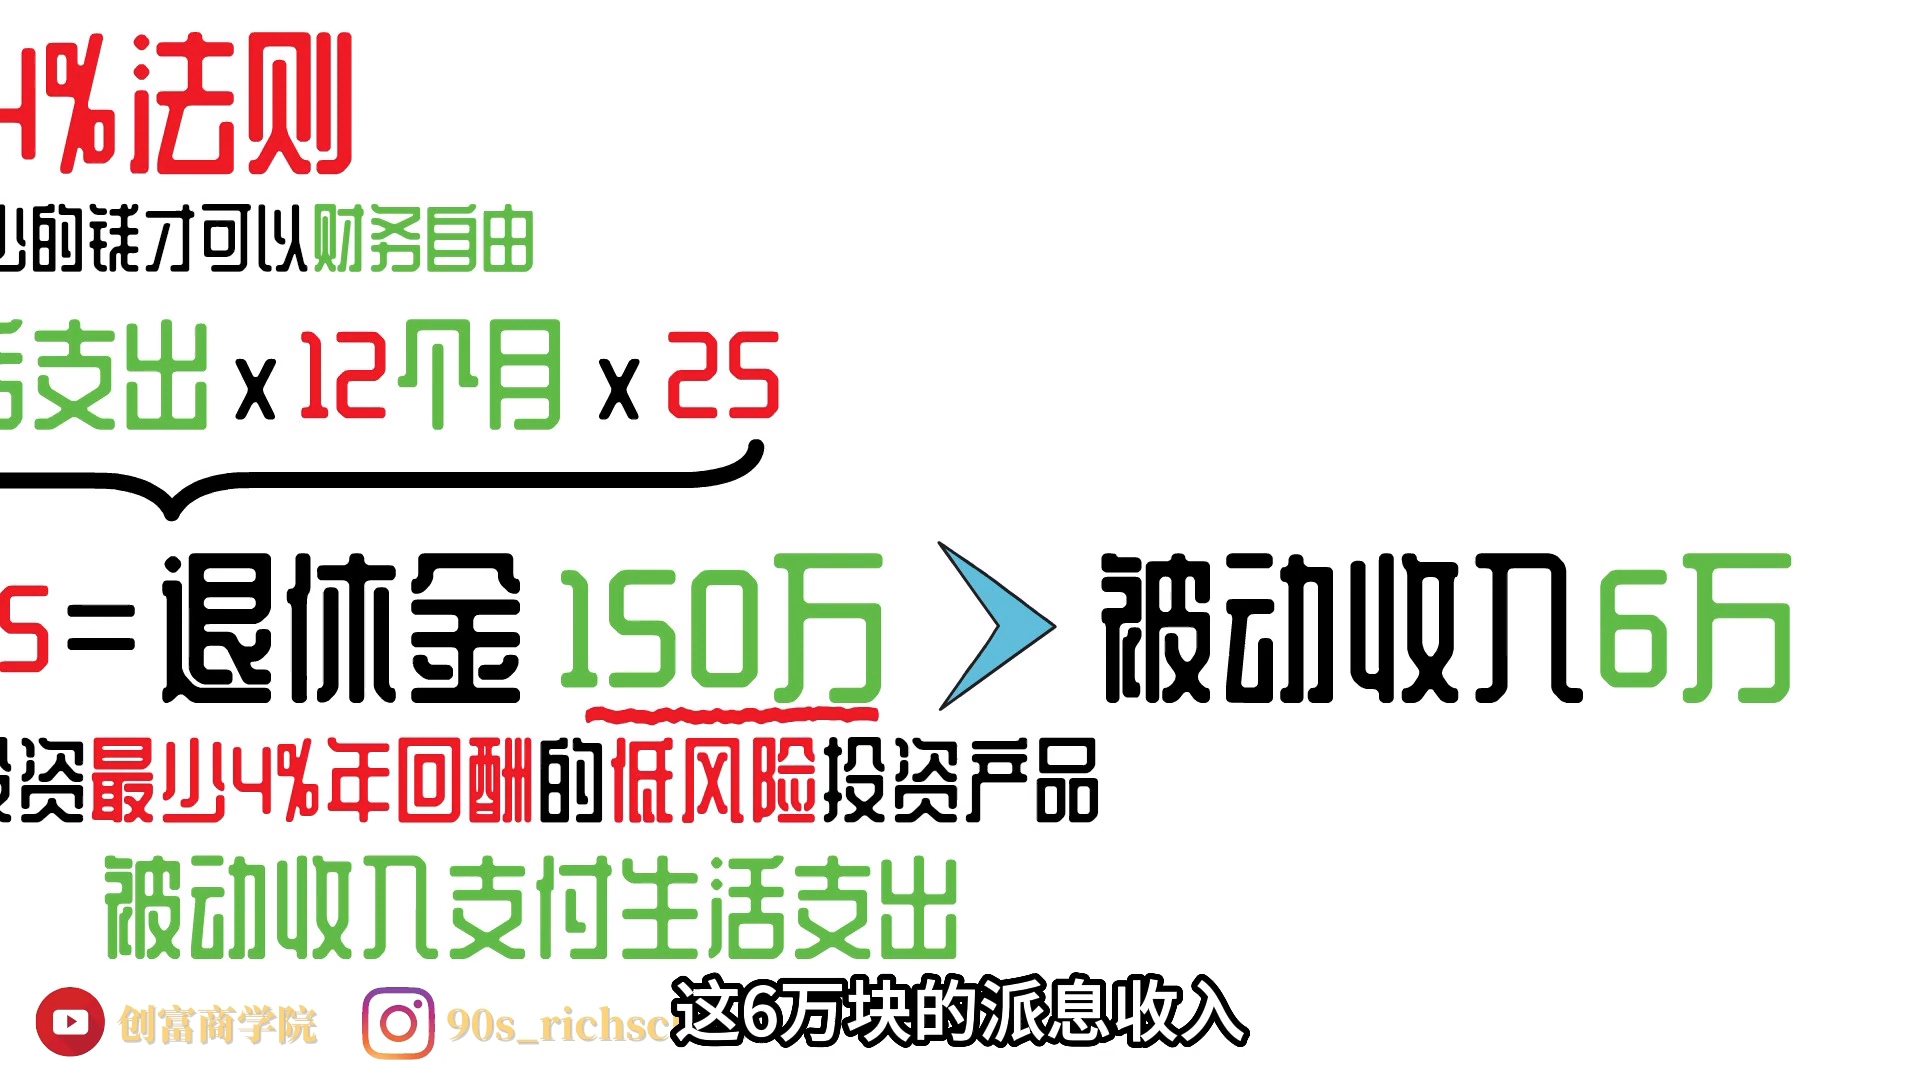 4%法则
少的钱才可以财务自由
活支出 x 12个月 x 25
5 = 退休金 150万 被动收入6万
投资最少4%年回酬的低风险投资产品
被动收入支付生活支出
创富商学院 90s_richsc
这6万块的派息收入